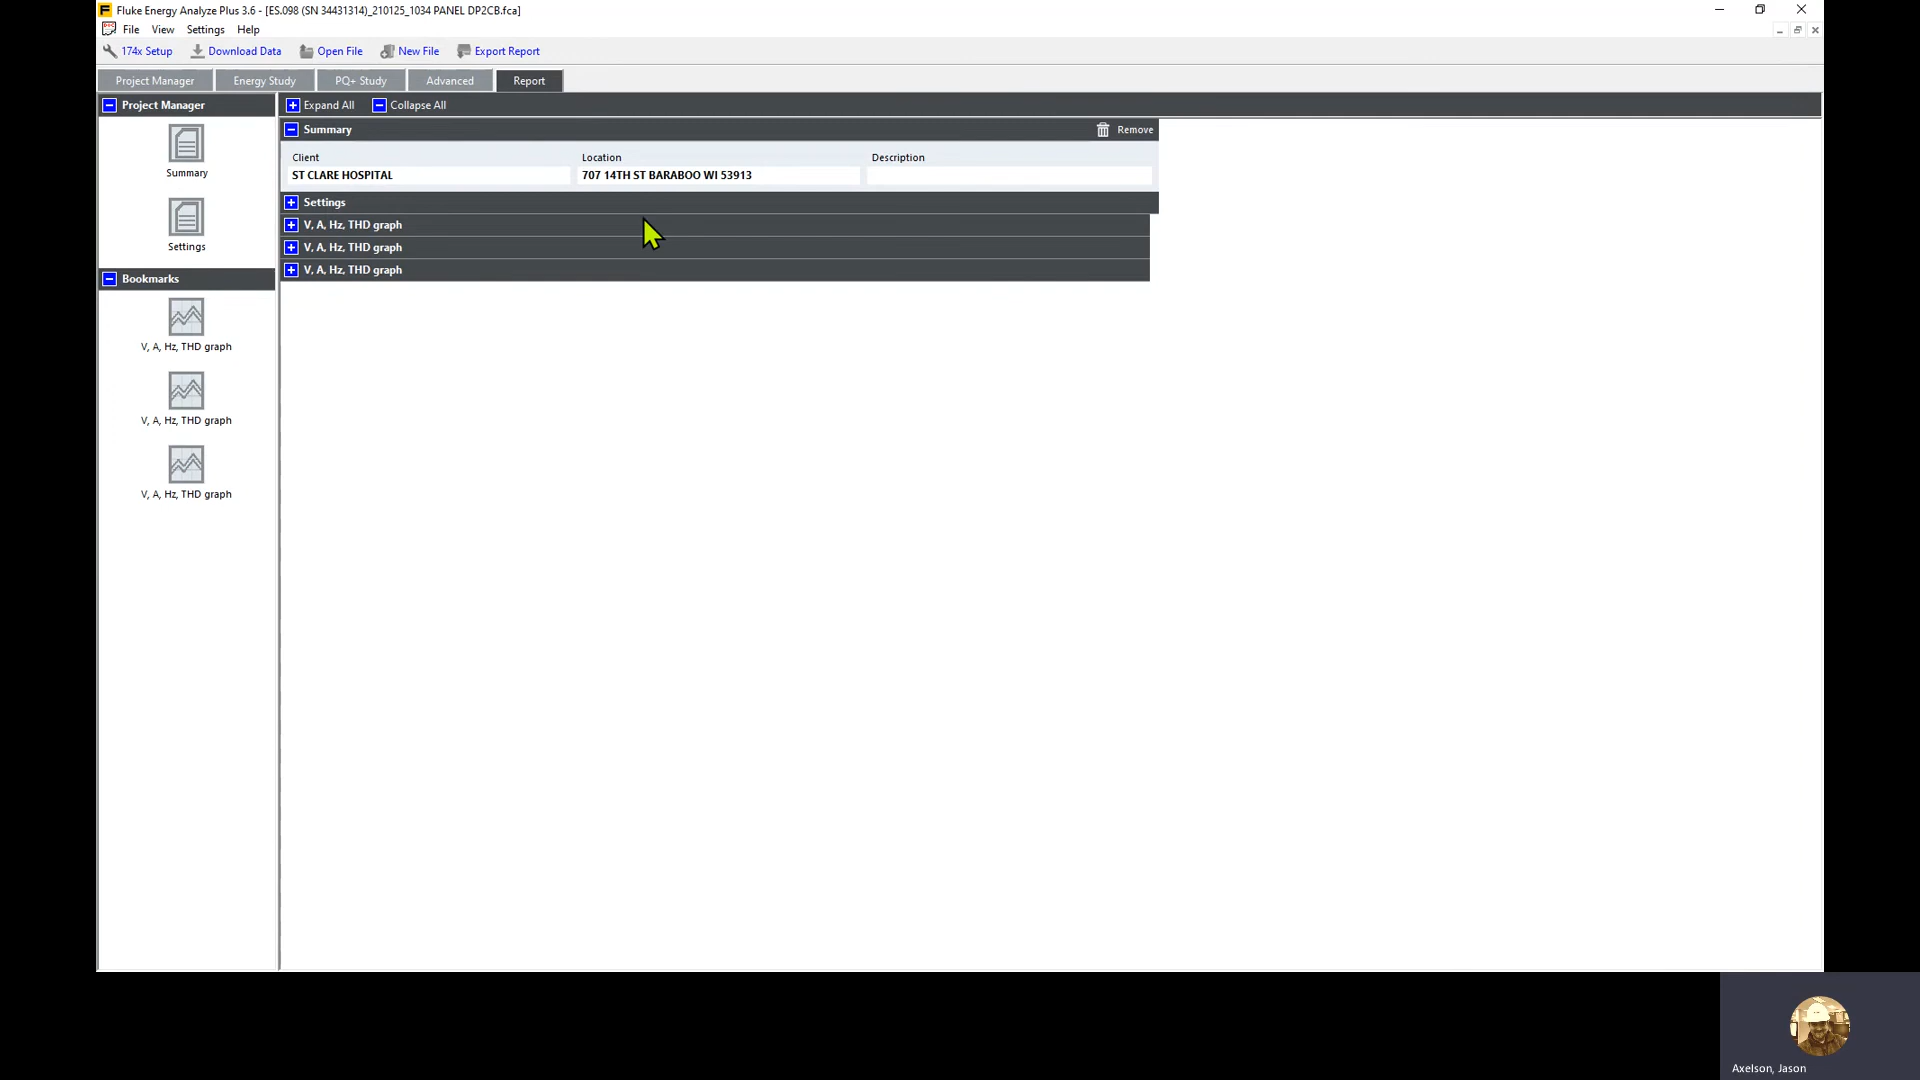 Fluke Energy Analyze Plus 3.6 - [ES.098 (SN 34431314)_210125_1034 PANEL DP2CB.fca]
File View Settings Help
174x Setup Download Data Open File New File Export Report
Project Manager Energy Study PQ+ Study Advanced Report
Project Manager
Summary
Settings
Bookmarks
V, A, Hz, THD graph
V, A, Hz, THD graph
V, A, Hz, THD graph
Expand All Collapse All
Summary Remove
Client Location Description
ST CLARE HOSPITAL 707 14TH ST BARABOO WI 53913
Settings
V, A, Hz, THD graph
V, A, Hz, THD graph
V, A, Hz, THD graph
Axelson, Jason